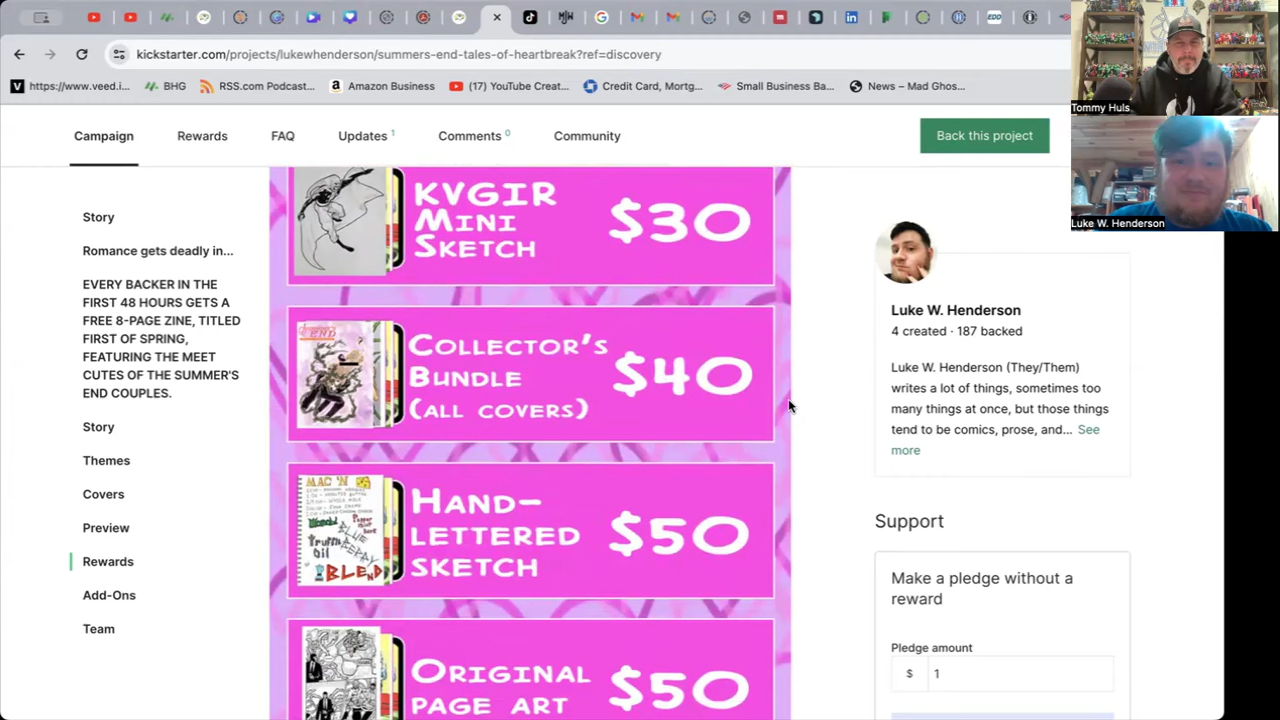 kickstarter.com/projects/lukewhenderson/summers-end-tales-of-heartbreak?ref=discovery
https://www.veed.i... BHG RSS.com Podcast... Amazon Business (17) YouTube Creat... Credit Card, Mortg... Small Business Ba... News – Mad Ghos...
Campaign Rewards FAQ Updates 1 Comments 0 Community Back this project
Tommy Huls
Luke W. Henderson
Story
Romance gets deadly in...
EVERY BACKER IN THE
FIRST 48 HOURS GETS A
FREE 8-PAGE ZINE, TITLED
FIRST OF SPRING,
FEATURING THE MEET
CUTES OF THE SUMMER'S
END COUPLES.
Story
Themes
Covers
Preview
Rewards
Add-Ons
Team
KVGIR
MINI
SKETCH
$30
END
COLLECTOR'S
BUNDLE
(ALL COVERS)
$40
MAC 'N
Truffle
Oil
BLEND
HAND-
LETTERED
SKETCH
$50
ORIGINAL
PAGE ART
$50
Luke W. Henderson
4 created · 187 backed
Luke W. Henderson (They/Them)
writes a lot of things, sometimes too
many things at once, but those things
tend to be comics, prose, and... See
more
Support
Make a pledge without a
reward
Pledge amount
$ 1